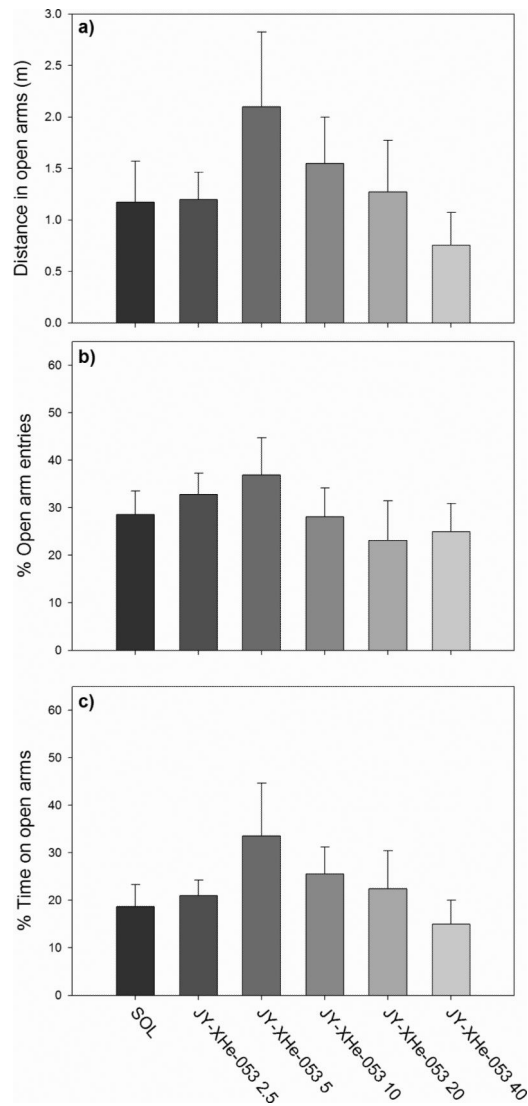 a)
Distance in open arms (m)
3.0
2.5
2.0
1.5
1.0
0.5
0.0
b)
% Open arm entries
60
50
40
30
20
10
0
c)
% Time on open arms
60
50
40
30
20
10
0
SOL
JY-XHe-053 2.5
JY-XHe-053 5
JY-XHe-053 10
JY-XHe-053 20
JY-XHe-053 40